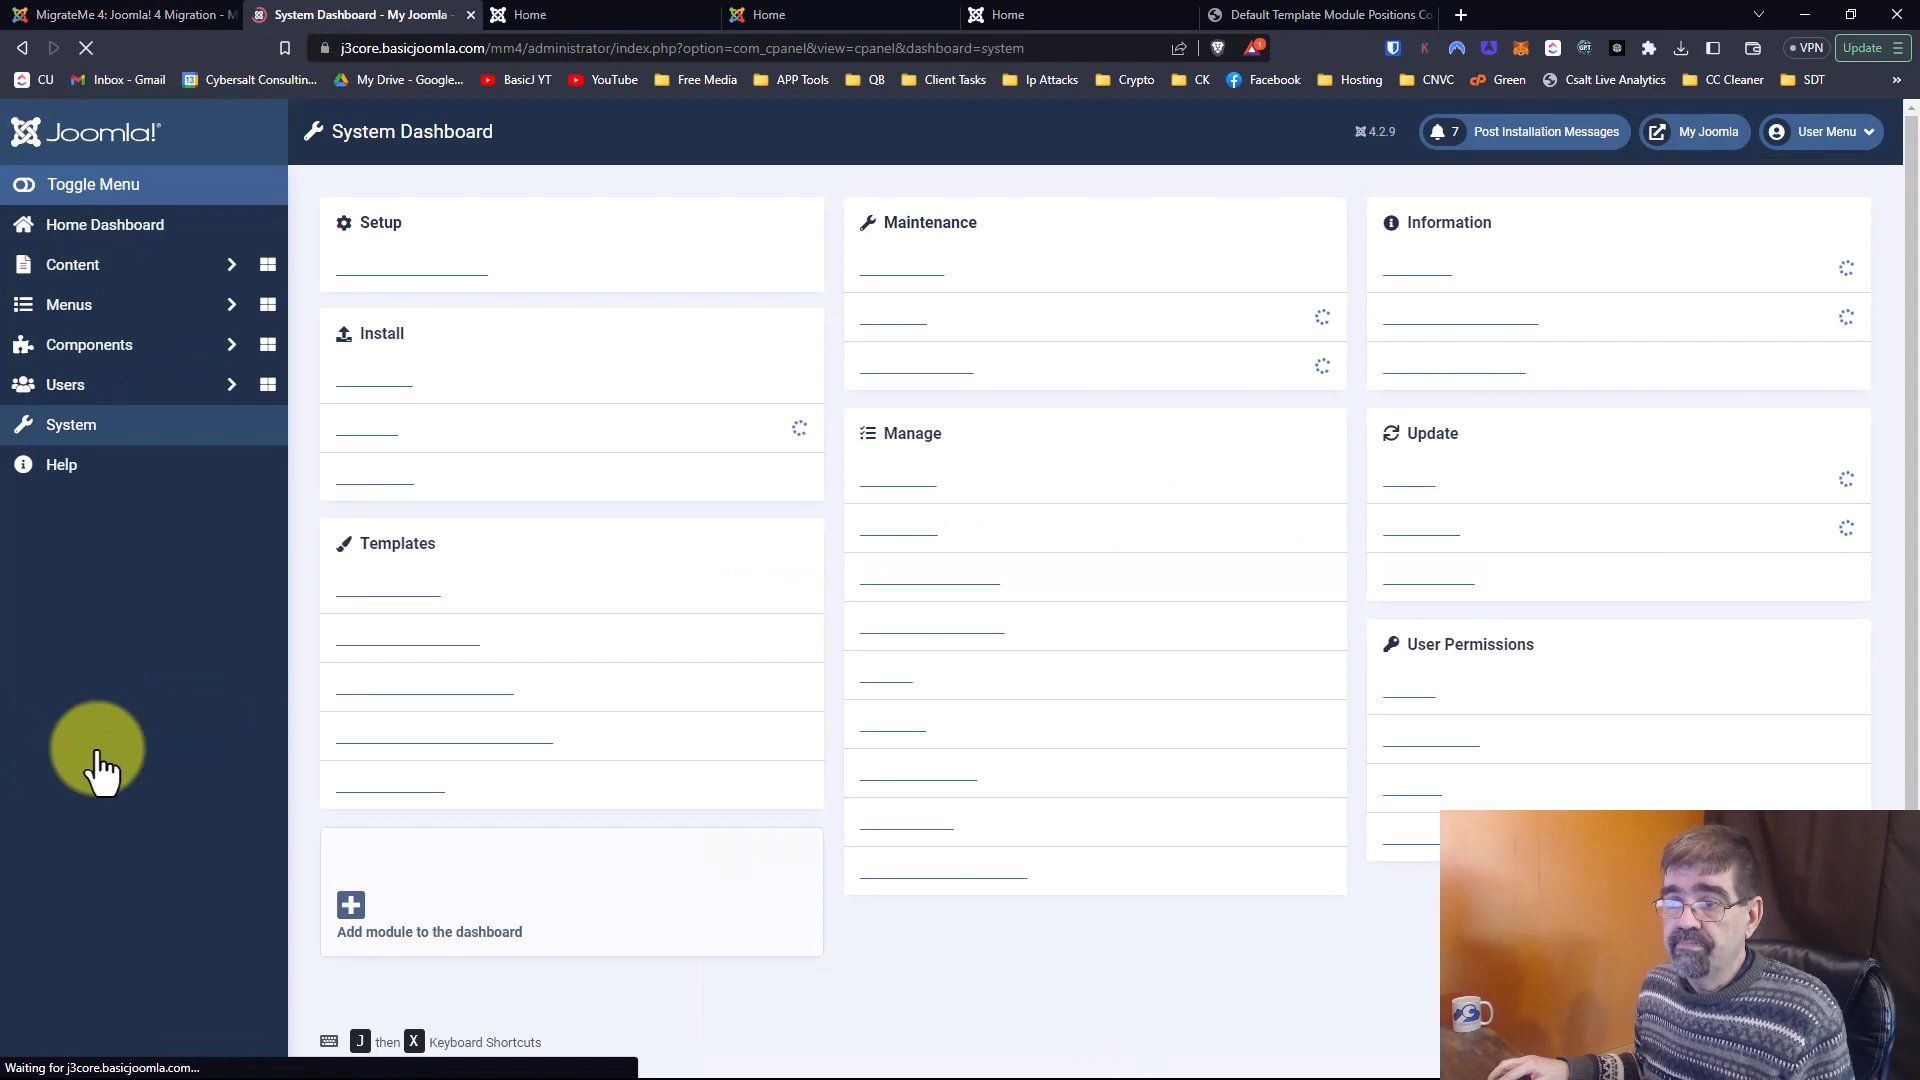 MigrateMe 4: Joomla! 4 Migration - M
System Dashboard - My Joomla -
Home
Home
Home
Default Template Module Positions Co
j3core.basicjoomla.com/mm4/administrator/index.php?option=com_cpanel&view=cpanel&dashboard=system
1
VPN
Update
CU
Inbox - Gmail
Cybersalt Consultin...
My Drive - Google...
BasicJ YT
YouTube
Free Media
APP Tools
QB
Client Tasks
Ip Attacks
Crypto
CK
Facebook
Hosting
CNVC
Green
Csalt Live Analytics
CC Cleaner
SDT
»
Joomla!®
System Dashboard
4.2.9
7 Post Installation Messages
My Joomla
User Menu
Toggle Menu
Home Dashboard
Content
Menus
Components
Users
System
Help
Setup
Install
Templates
Add module to the dashboard
Maintenance
Manage
Information
Update
User Permissions
J then X Keyboard Shortcuts
Waiting for j3core.basicjoomla.com...